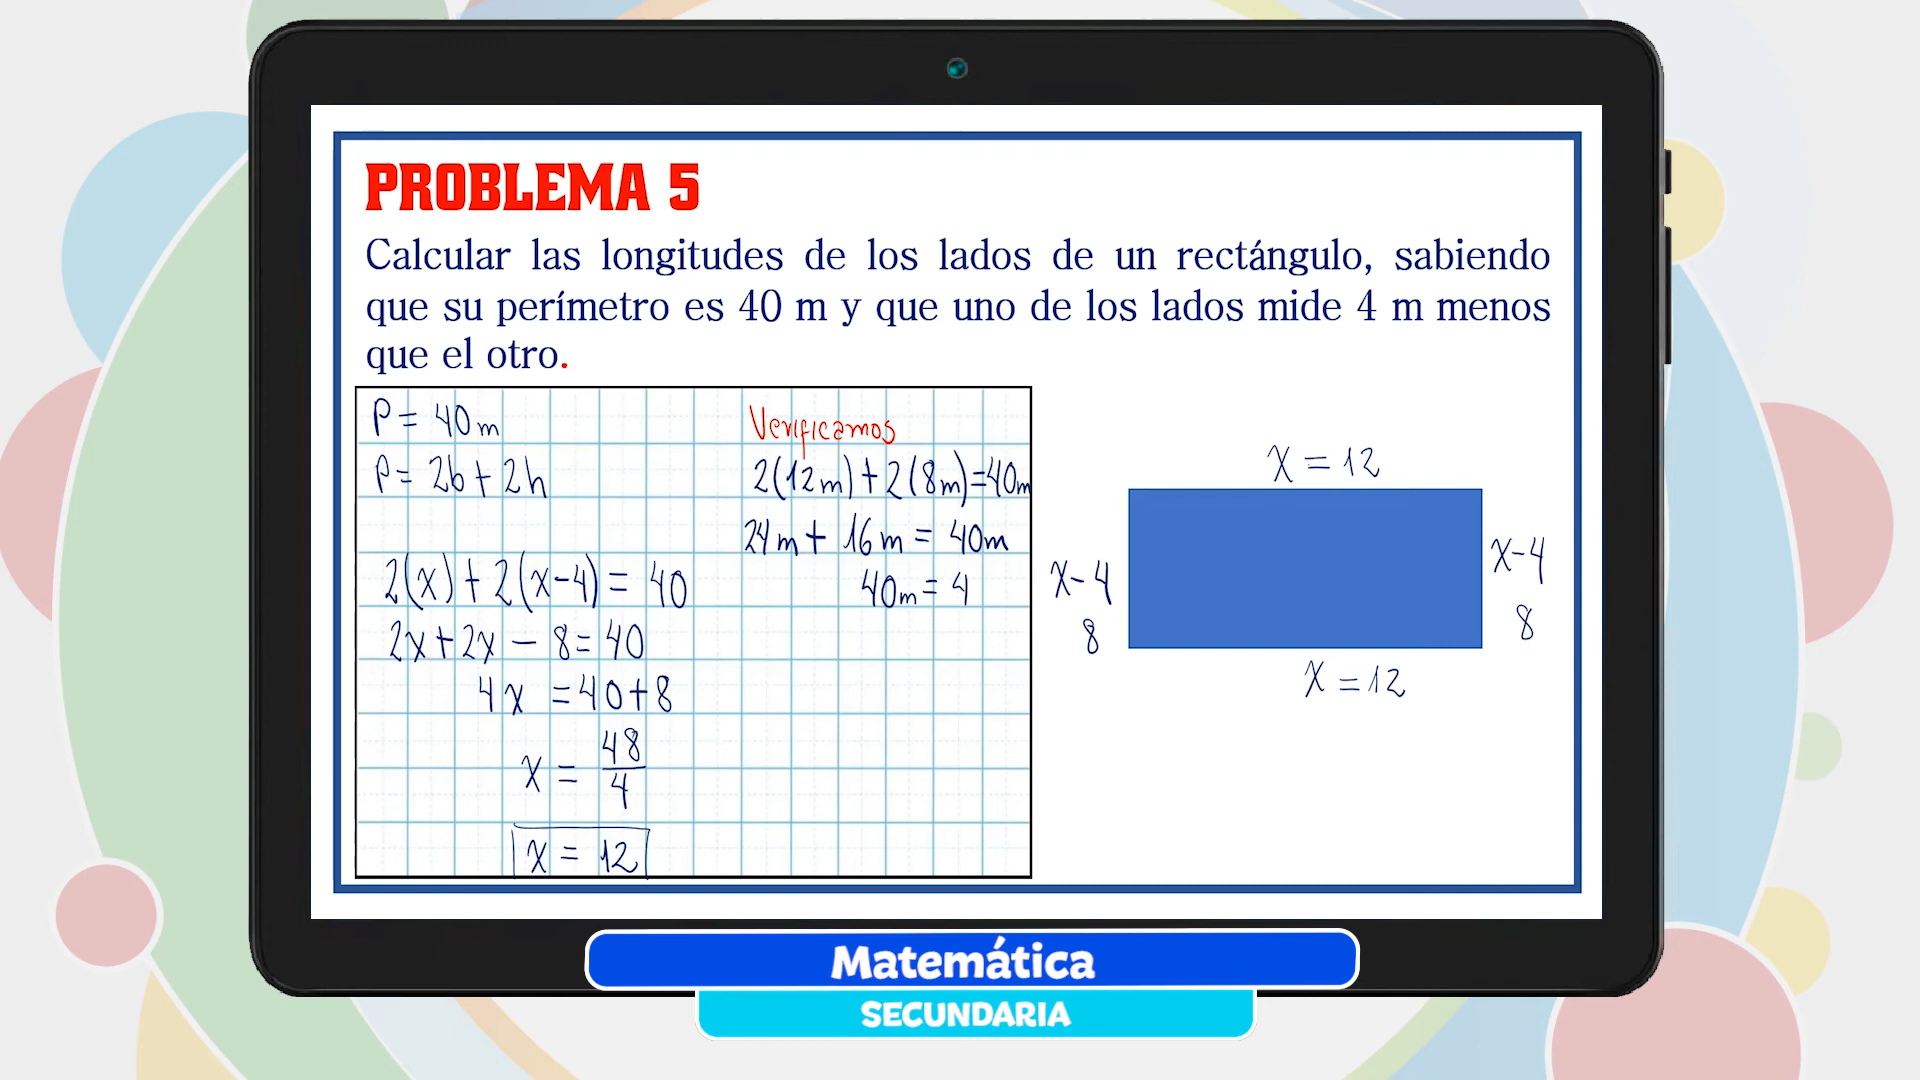 PROBLEMA 5
Calcular las longitudes de los lados de un rectángulo, sabiendo
que su perímetro es 40 m y que uno de los lados mide 4 m menos
que el otro.
P = 40m
P = 2b + 2h
2(x) + 2(x-4) = 40
2x + 2x - 8 = 40
4x = 40 + 8
x = 48/4
x = 12
Verificamos
2(12m) + 2(8m) = 40m
24m + 16m = 40m
40m = 4
x = 12
x-4
8
x-4
8
x = 12
Matemática
SECUNDARIA